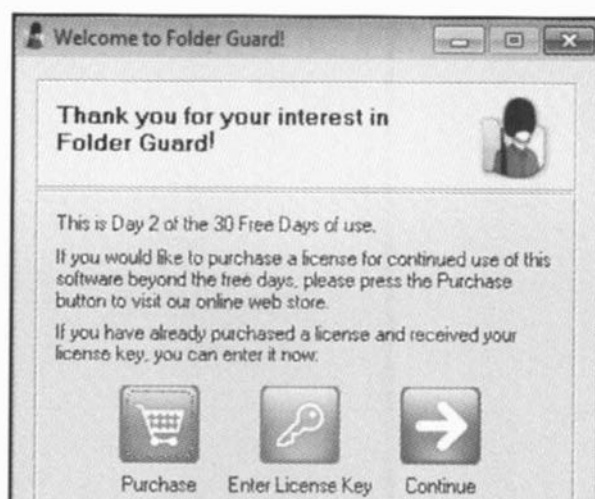 Welcome to Folder Guard!
Thank you for your interest in
Folder Guard!
This is Day 2 of the 30 Free Days of use.
If you would like to purchase a license for continued use of this
software beyond the free days, please press the Purchase
button to visit our online web store.
If you have already purchased a license and received your
license key, you can enter it now:
Purchase Enter License Key Continue